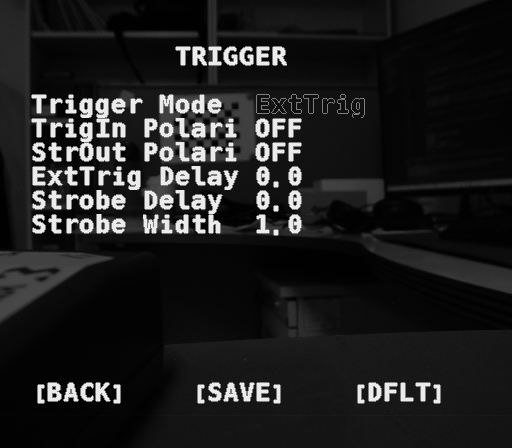 TRIGGER
Trigger Mode ExtTrig
TrigIn Polari OFF
StrOut Polari OFF
ExtTrig Delay 0.0
Strobe Delay 0.0
Strobe Width 1.0
[BACK] [SAVE] [DFLT]